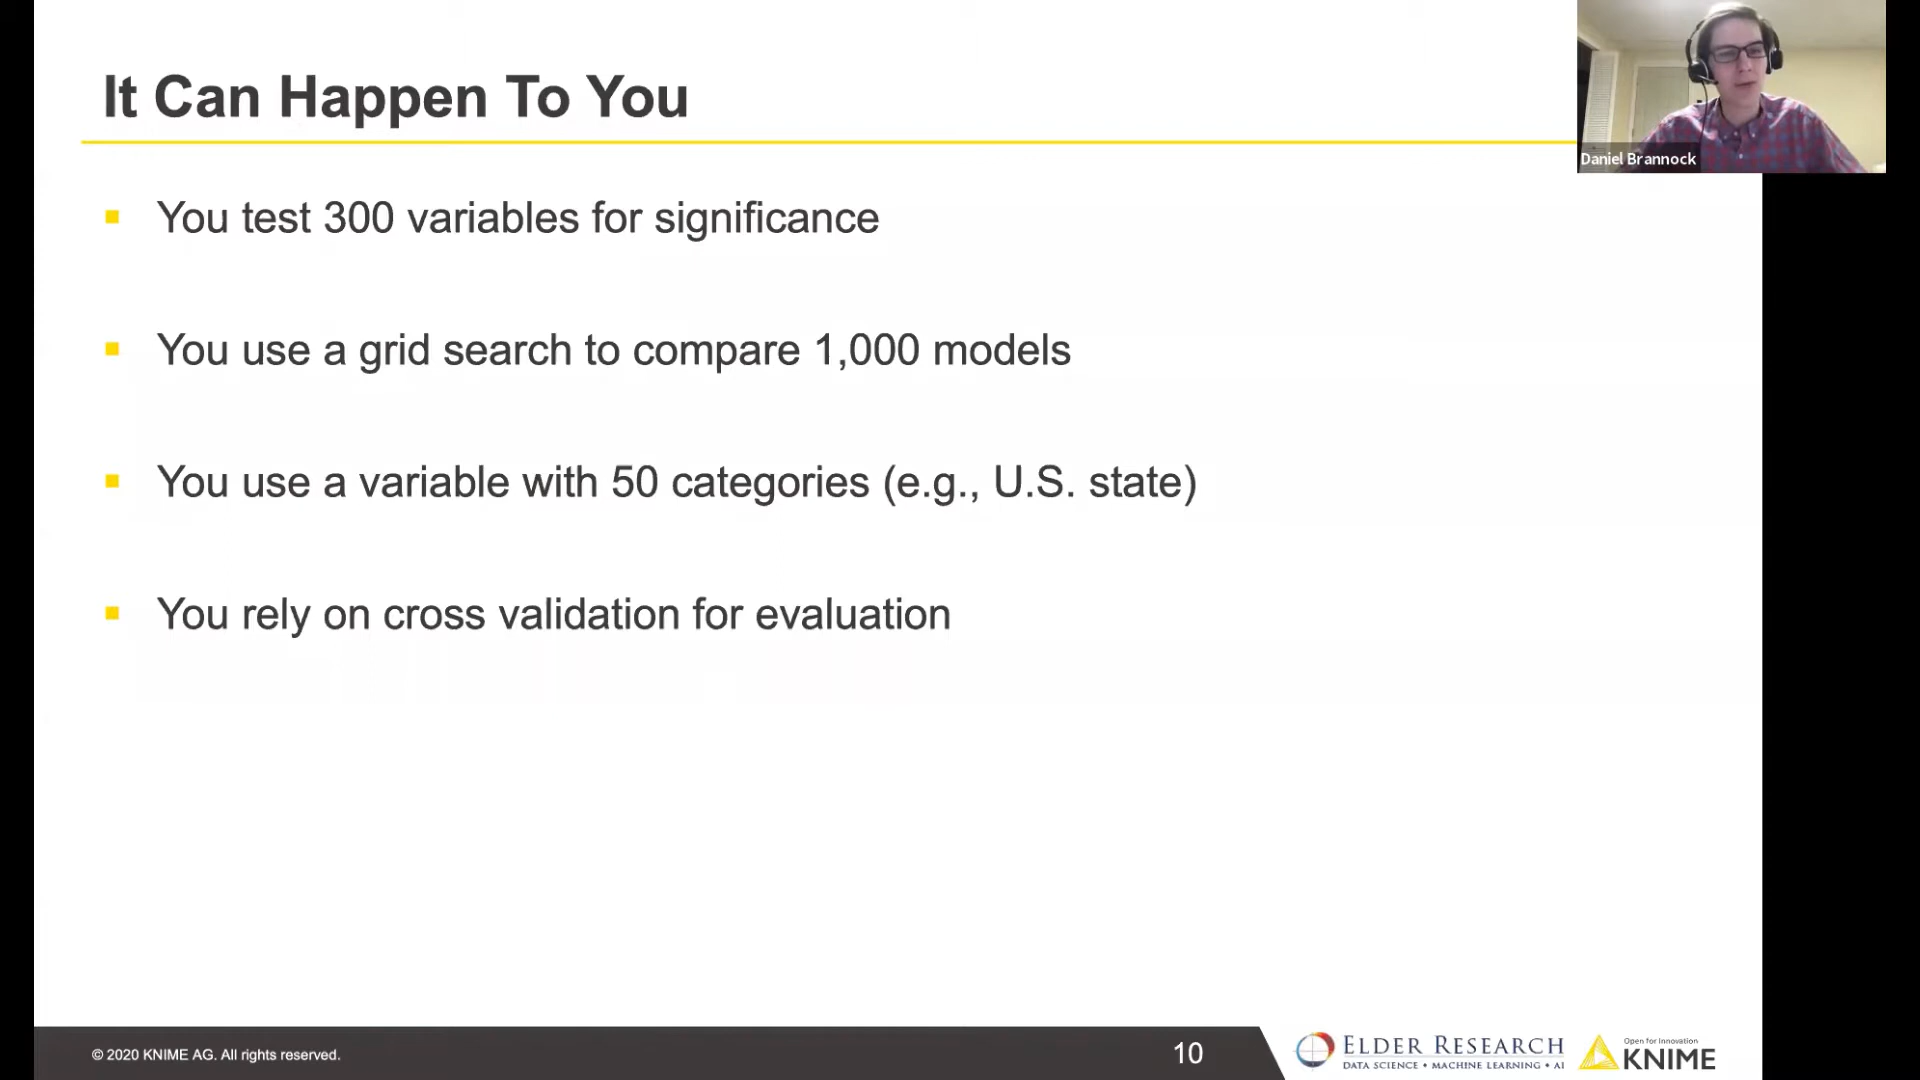 It Can Happen To You
Daniel Brannock
You test 300 variables for significance
You use a grid search to compare 1,000 models
You use a variable with 50 categories (e.g., U.S. state)
You rely on cross validation for evaluation
© 2020 KNIME AG. All rights reserved.
10
ELDER RESEARCH
DATA SCIENCE • MACHINE LEARNING • AI
Open for Innovation
KNIME